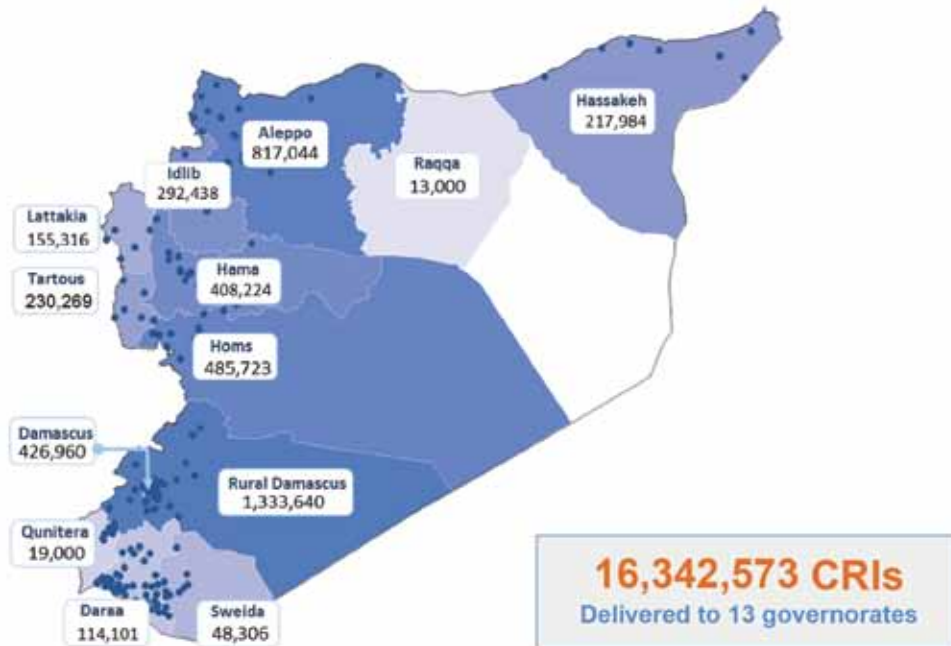 Aleppo
817,044
Hassakeh
217,984
Raqqa
13,000
Idlib
292,438
Lattakia
155,316
Tartous
230,269
Hama
408,224
Homs
485,723
Damascus
426,960
Rural Damascus
1,333,640
Qunitera
19,000
Daraa
114,101
Sweida
48,306
16,342,573 CRIs
Delivered to 13 governorates